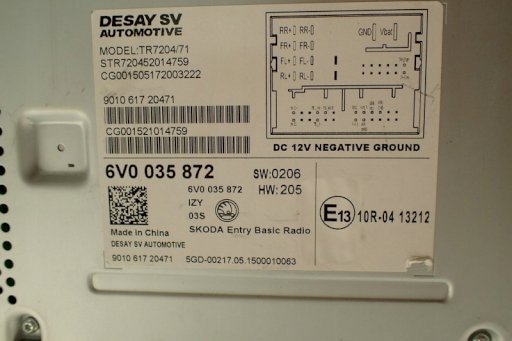 DESAY SV
AUTOMOTIVE
MODEL:TR7204/71
STR720452014759
CG001505172003222
9010 617 20471
CG001521014759
RR+ RR-
FR+ FR-
FL+ FL-
RL+ RL-
GND Vbat
DC 12V NEGATIVE GROUND
6V0 035 872
SW:0206
6V0 035 872
HW:205
IZY
03S
E13 10R-04 13212
Made in China
SKODA Entry Basic Radio
DESAY SV AUTOMOTIVE
9010 617 20471 5GD-00217.05.1500010063